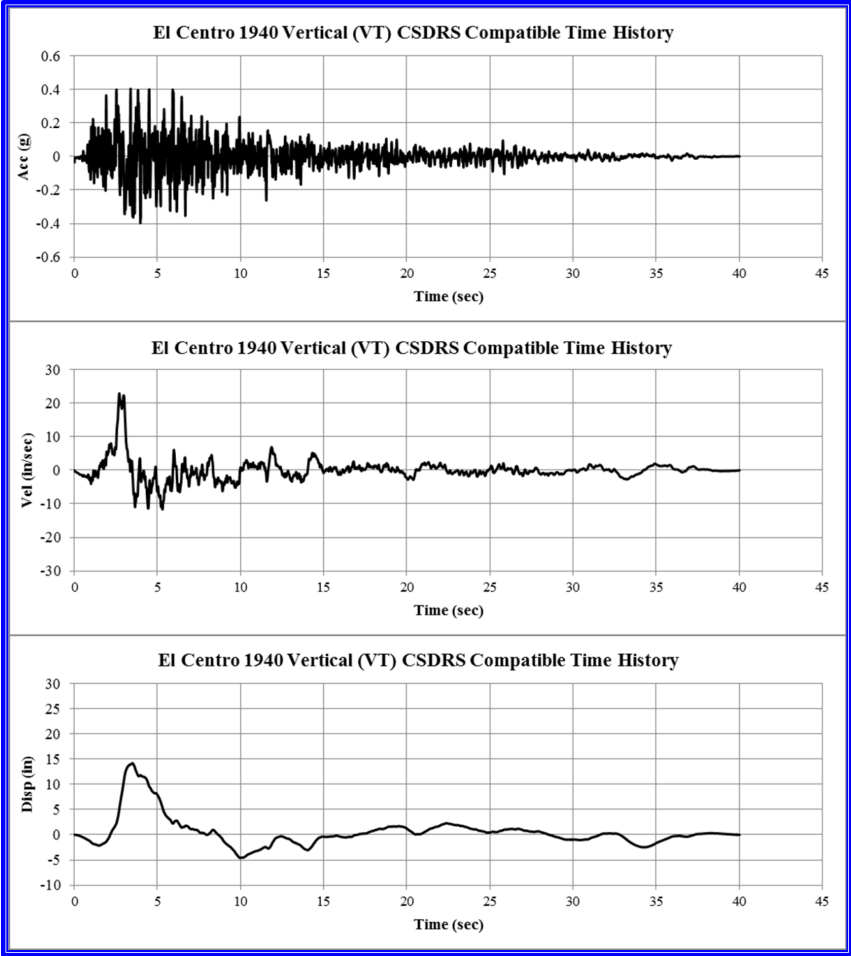 El Centro 1940 Vertical (VT) CSDRS Compatible Time History
0.6
0.4
0.2
0
-0.2
-0.4
-0.6
Acc (g)
0 5 10 15 20 25 30 35 40 45
Time (sec)
El Centro 1940 Vertical (VT) CSDRS Compatible Time History
30
20
10
0
-10
-20
-30
Vel (in/sec)
0 5 10 15 20 25 30 35 40 45
Time (sec)
El Centro 1940 Vertical (VT) CSDRS Compatible Time History
30
25
20
15
10
5
0
-5
-10
Disp (in)
0 5 10 15 20 25 30 35 40 45
Time (sec)